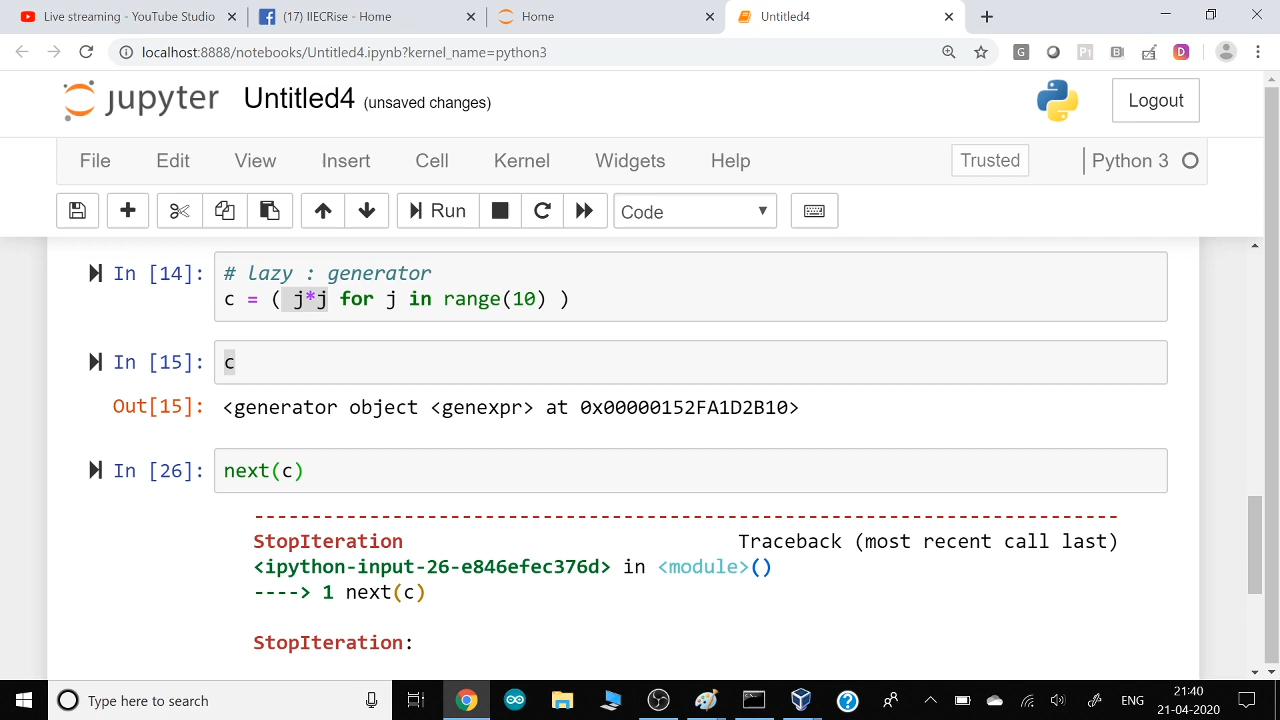 Live streaming - YouTube Studio
(17) IIECRise - Home
Home
Untitled4
localhost:8888/notebooks/Untitled4.ipynb?kernel_name=python3
jupyter Untitled4 (unsaved changes)
Logout
File Edit View Insert Cell Kernel Widgets Help
Trusted
Python 3
Run
Code
In [14]: # lazy : generator
c = ( j*j for j in range(10) )
In [15]: c
Out[15]: <generator object <genexpr> at 0x00000152FA1D2B10>
In [26]: next(c)
---------------------------------------------------------------------------
StopIteration Traceback (most recent call last)
<ipython-input-26-e846efec376d> in <module>()
----> 1 next(c)
StopIteration:
Type here to search
ENG
21:40
21-04-2020